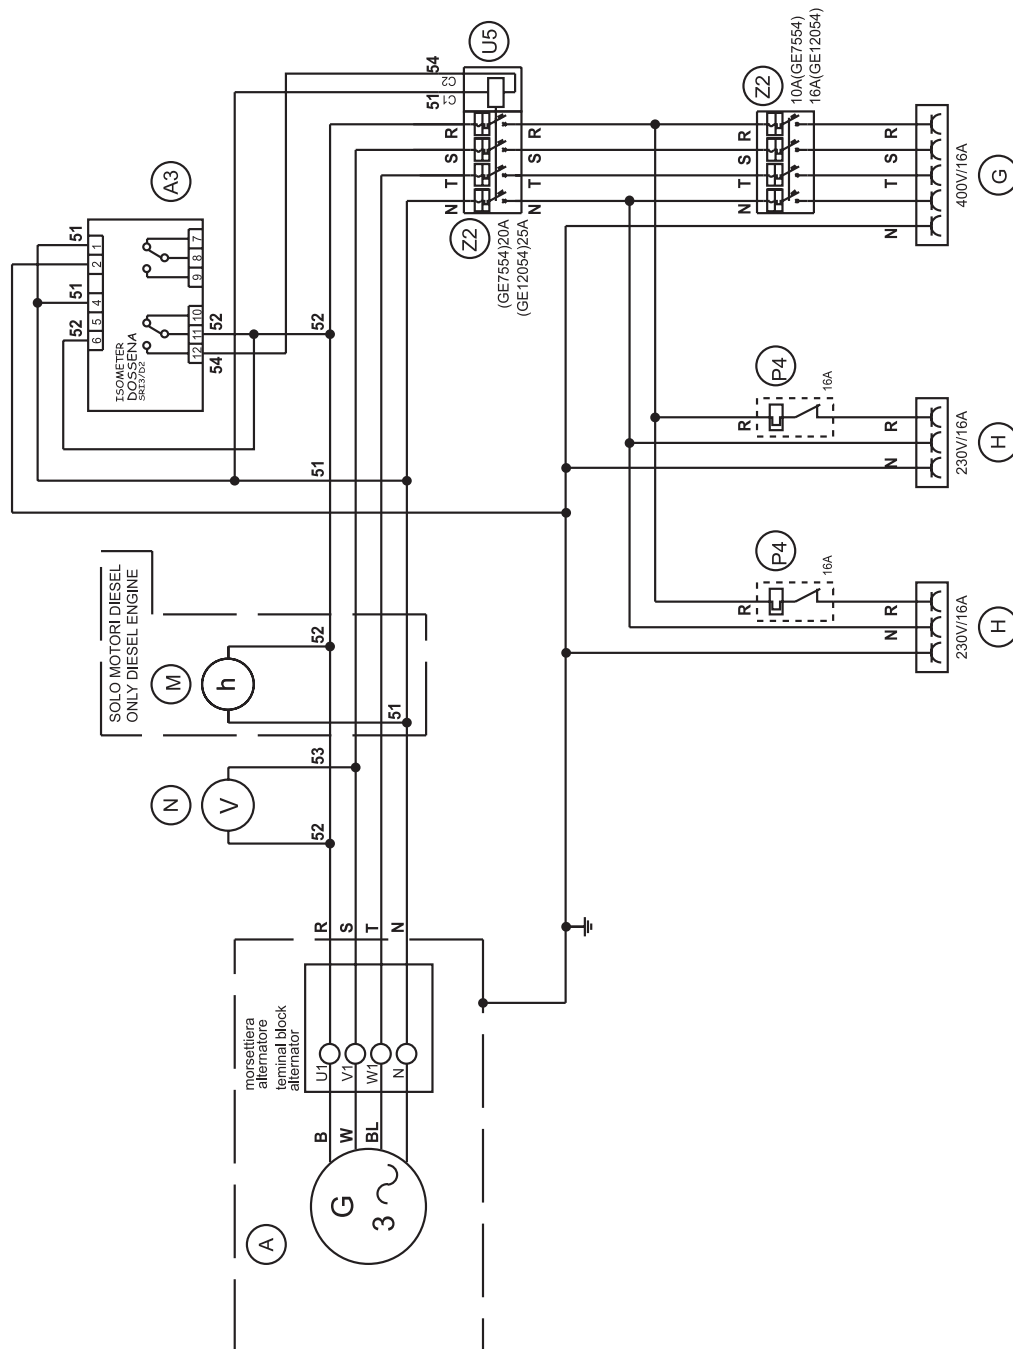 A3
U5
Z2
10A(GE7554)
16A(GE12054)
51
54
C1
C2
R
S
T
N
R
S
T
N
Z2
(GE7554)20A
(GE12054)25A
R
S
T
N
R
S
T
N
400V/16A
G
51
51
52
1
2
4
5
6
7
8
9
10
11
12
ISOMETER
DOSSENA
SRI3/D2
52
54
52
51
P4
16A
R
R
N
230V/16A
H
P4
16A
R
R
N
230V/16A
H
SOLO MOTORI DIESEL
ONLY DIESEL ENGINE
M
h
52
51
N
V
53
52
R
S
T
N
morsettiera
alternatore
teminal block
alternator
U1
V1
W1
N
B
W
BL
G
3
A